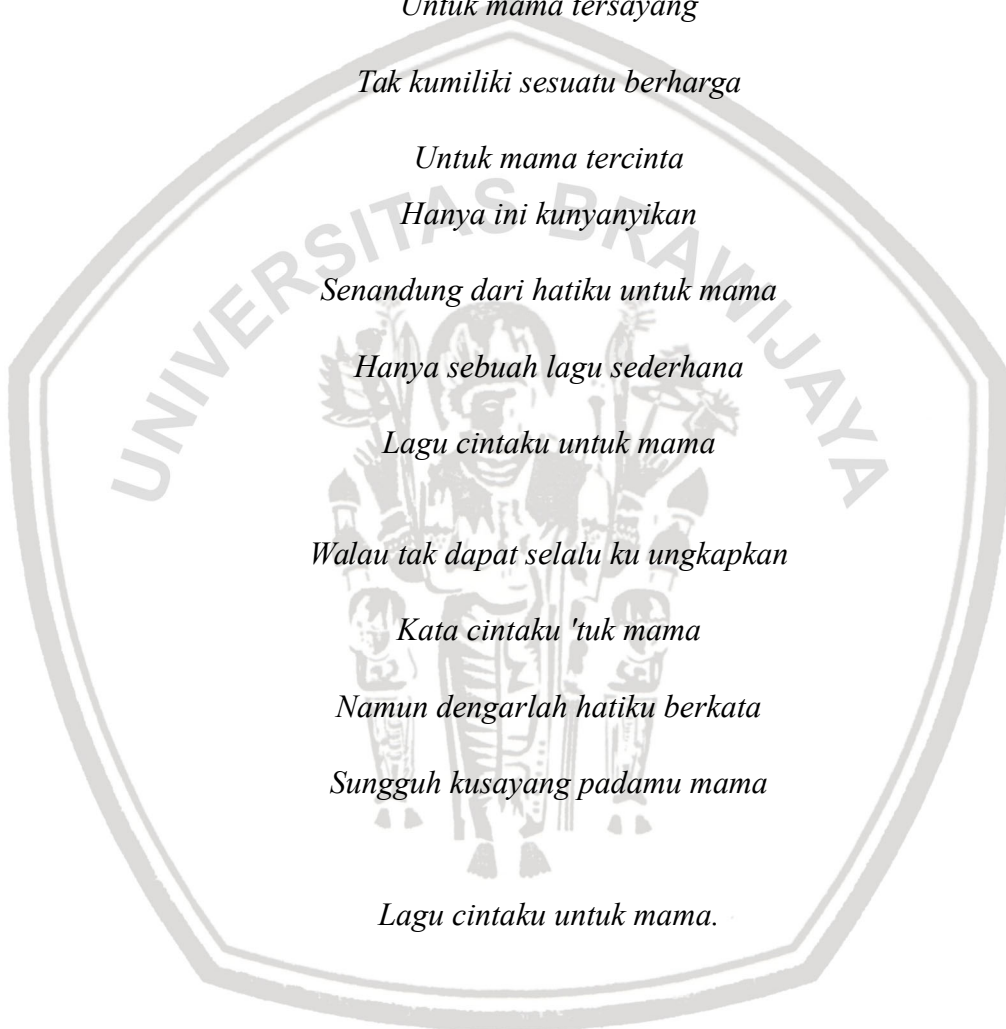 Untuk mama tersayang
Tak kumiliki sesuatu berharga
Untuk mama tercinta
UNIVERSITAS BRAWIJAYA
Hanya ini kunyanyikan
Senandung dari hatiku untuk mama
Hanya sebuah lagu sederhana
Lagu cintaku untuk mama
Walau tak dapat selalu ku ungkapkan
Kata cintaku 'tuk mama
Namun dengarlah hatiku berkata
Sungguh kusayang padamu mama
Lagu cintaku untuk mama.